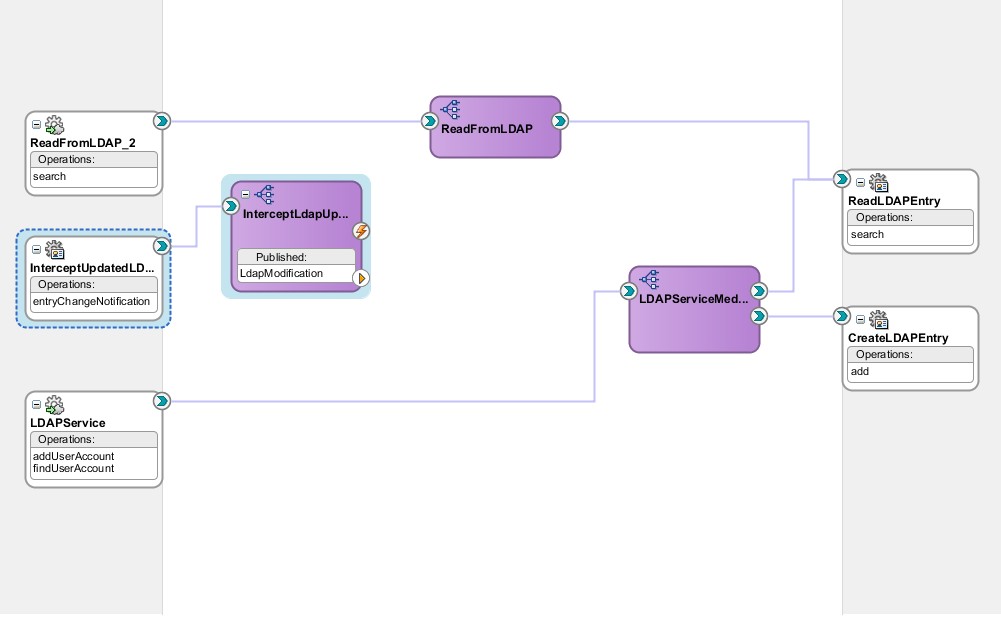 ReadFromLDAP_2
Operations:
search
InterceptUpdatedLD...
Operations:
entryChangeNotification
LDAPService
Operations:
addUserAccount
findUserAccount
InterceptLdapUp...
Published:
LdapModification
ReadFromLDAP
LDAPServiceMed...
ReadLDAPEntry
Operations:
search
CreateLDAPEntry
Operations:
add